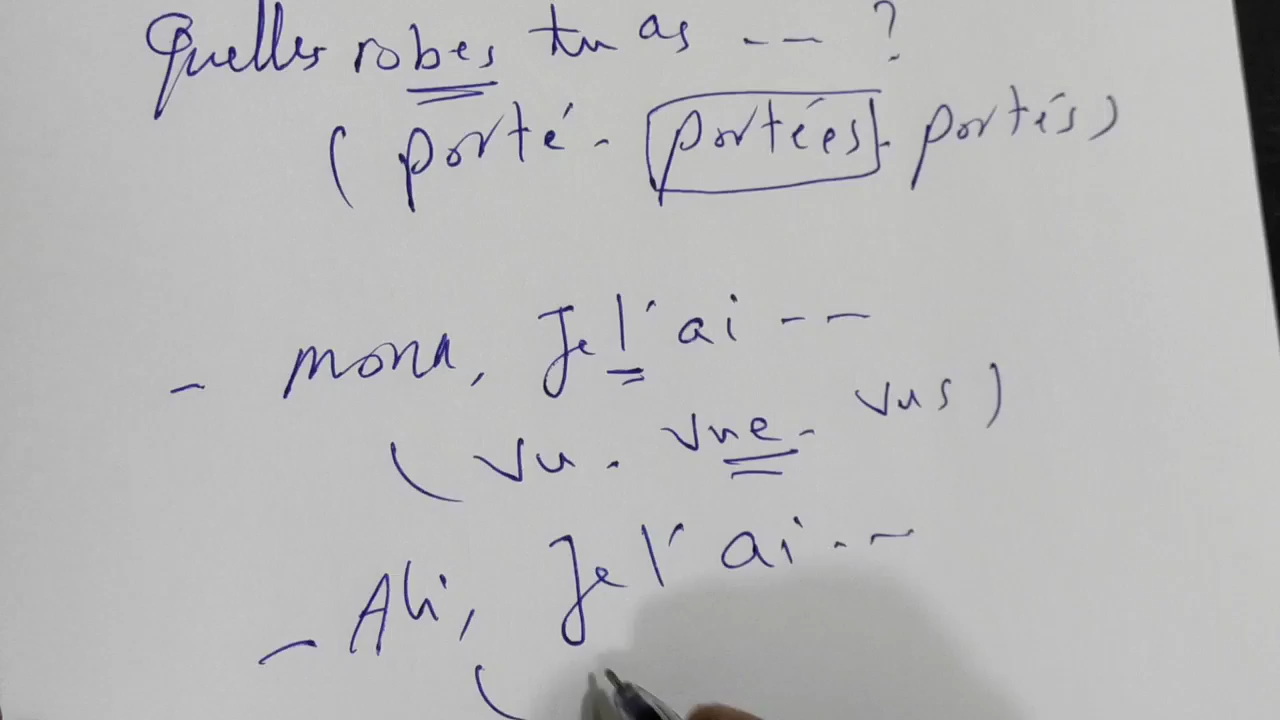 Quelles robes tu as -- ?
( porté - portées - portés )
- mona, Je l'ai --
( vu - vue - vus )
- Ali, Je l'ai --
(